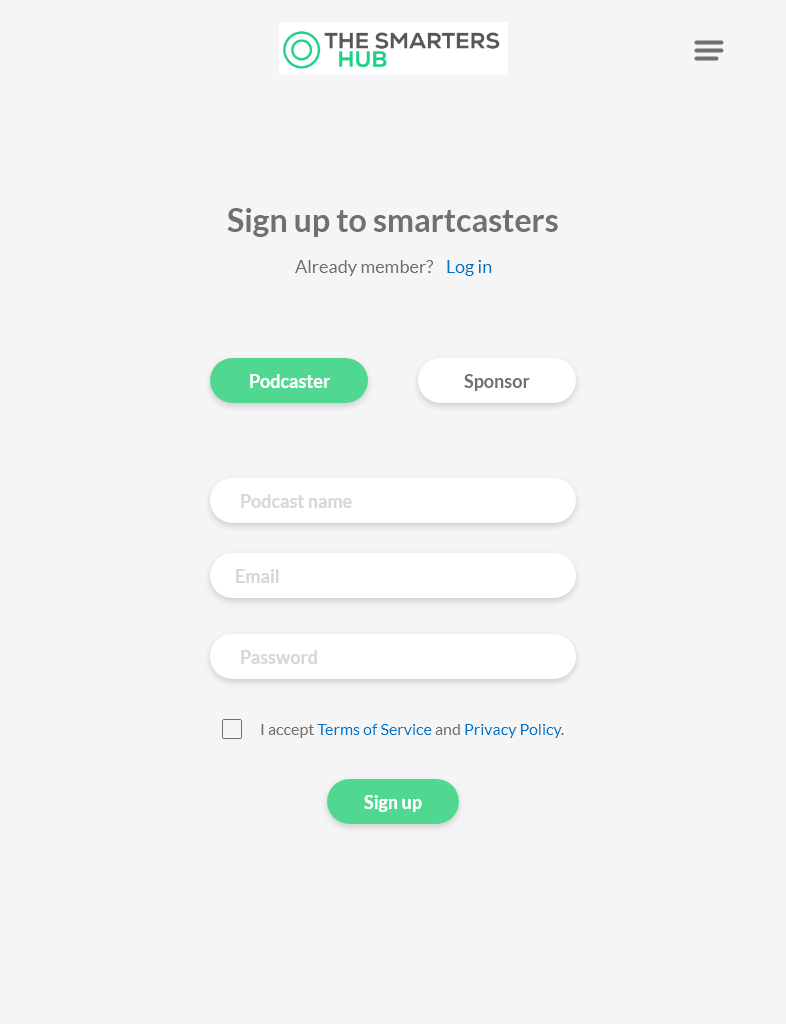 THE SMARTERS
HUB
Sign up to smartcasters
Already member? Log in
Podcaster
Sponsor
Podcast name
Email
Password
I accept Terms of Service and Privacy Policy.
Sign up